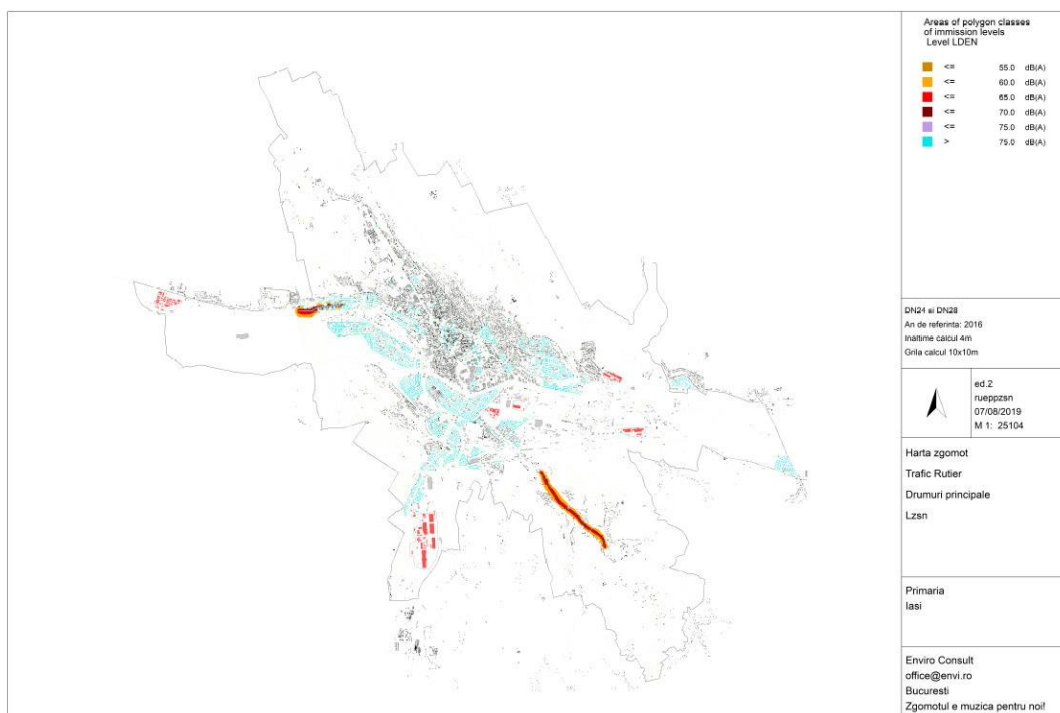 Areas of polygon classes
of immission levels
Level LDEN
<= 55.0 dB(A)
<= 60.0 dB(A)
<= 65.0 dB(A)
<= 70.0 dB(A)
<= 75.0 dB(A)
> 75.0 dB(A)
DN24 si DN28
An de referinta: 2016
Inaltime calcul 4m
Grila calcul 10x10m
ed.2
rueppzsn
07/08/2019
M 1: 25104
Harta zgomot
Trafic Rutier
Drumuri principale
Lzsn
Primaria
Iasi
Enviro Consult
office@envi.ro
Bucuresti
Zgomotul e muzica pentru noi!